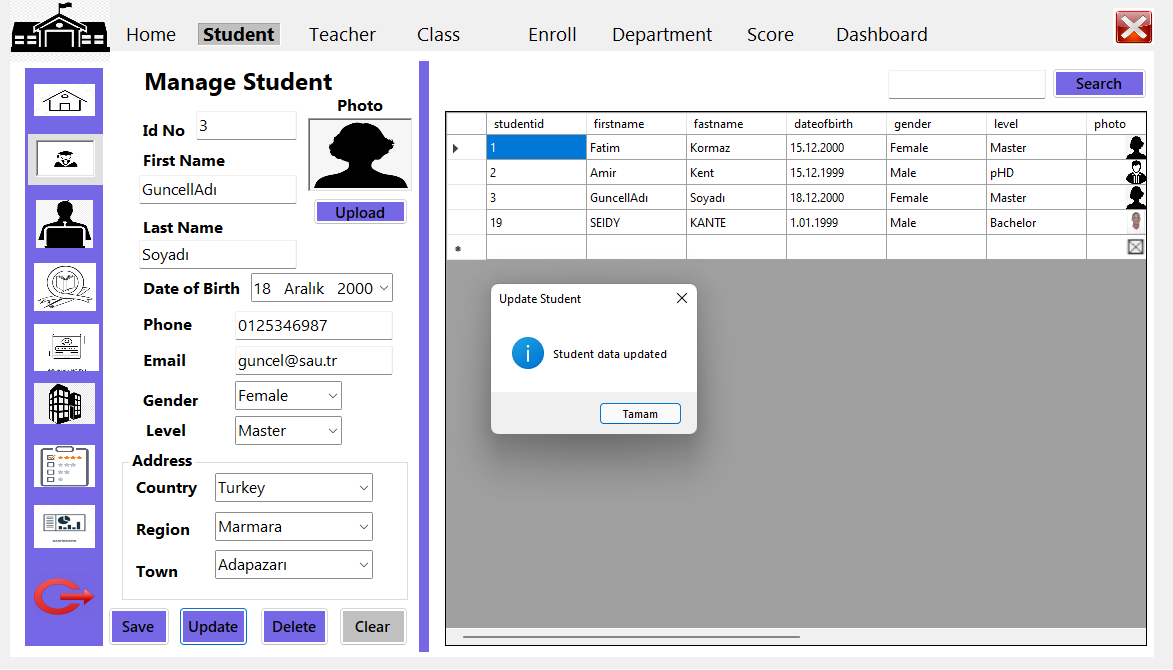 Home Student Teacher Class Enroll Department Score Dashboard
Manage Student
Photo
Id No 3
First Name
GuncellAdı
Upload
Last Name
Soyadı
Date of Birth 18 Aralık 2000
Phone 0125346987
Email guncel@sau.tr
Gender Female
Level Master
Address
Country Turkey
Region Marmara
Town Adapazarı
Save Update Delete Clear
Search
studentid firstname fastname dateofbirth gender level photo
1 Fatim Kormaz 15.12.2000 Female Master
2 Amir Kent 15.12.1999 Male pHD
3 GuncellAdı Soyadı 18.12.2000 Female Master
19 SEIDY KANTE 1.01.1999 Male Bachelor
Update Student
Student data updated
Tamam